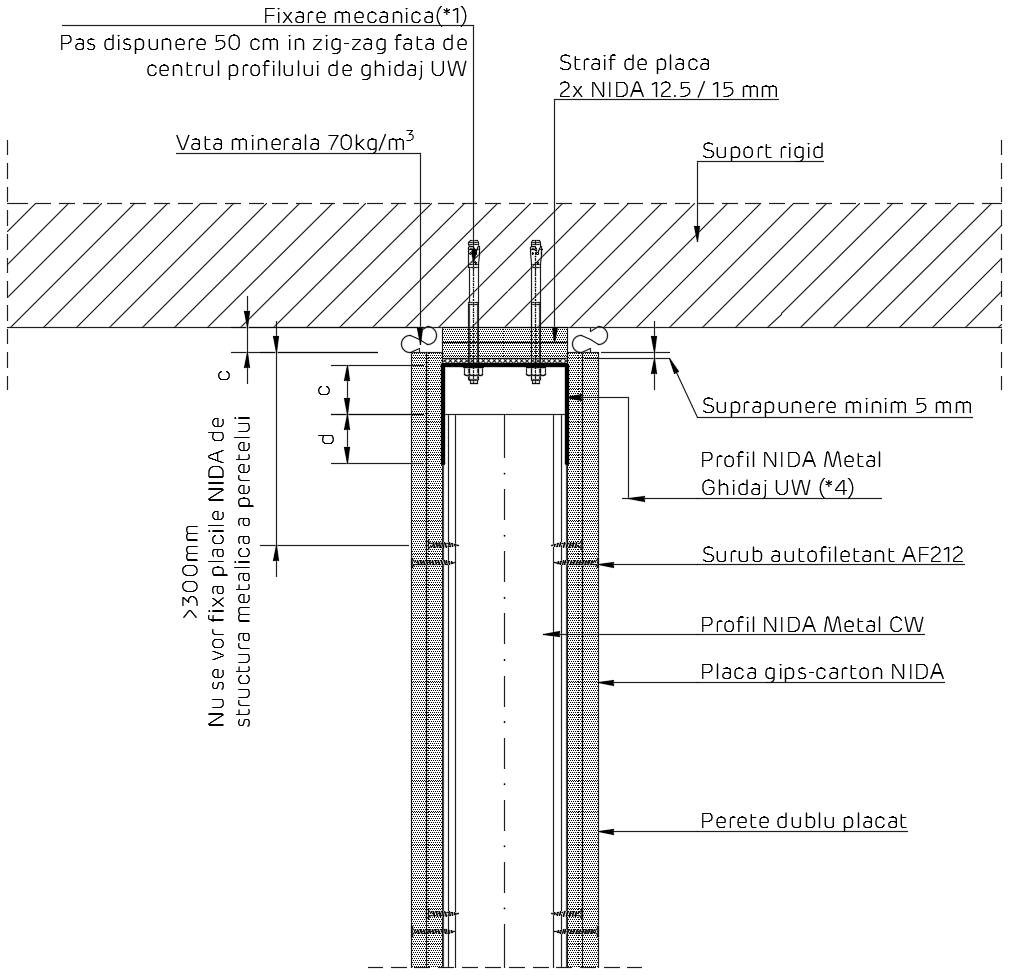 Fixare mecanica(*1)
Pas dispunere 50 cm in zig-zag fata de
centrul profilului de ghidaj UW
Straif de placa
2x NIDA 12.5 / 15 mm
Vata minerala 70kg/m³
Suport rigid
c
c
d
Suprapunere minim 5 mm
Profil NIDA Metal
Ghidaj UW (*4)
>300mm
Nu se vor fixa placile NIDA de
structura metalica a peretelui
Surub autofiletant AF212
Profil NIDA Metal CW
Placa gips-carton NIDA
Perete dublu placat